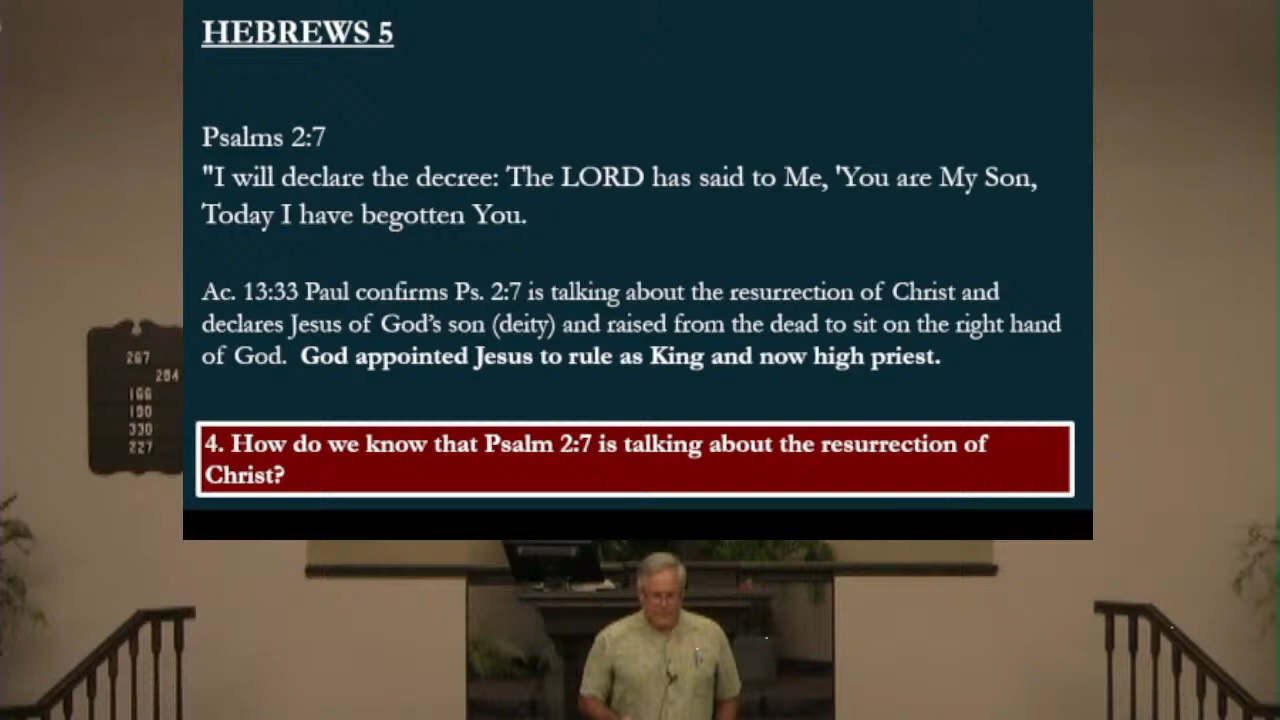 HEBREWS 5
Psalms 2:7
"I will declare the decree: The LORD has said to Me, 'You are My Son,
Today I have begotten You.
Ac. 13:33 Paul confirms Ps. 2:7 is talking about the resurrection of Christ and
declares Jesus of God's son (deity) and raised from the dead to sit on the right hand
of God. God appointed Jesus to rule as King and now high priest.
4. How do we know that Psalm 2:7 is talking about the resurrection of
Christ?
267
204
166
190
330
227